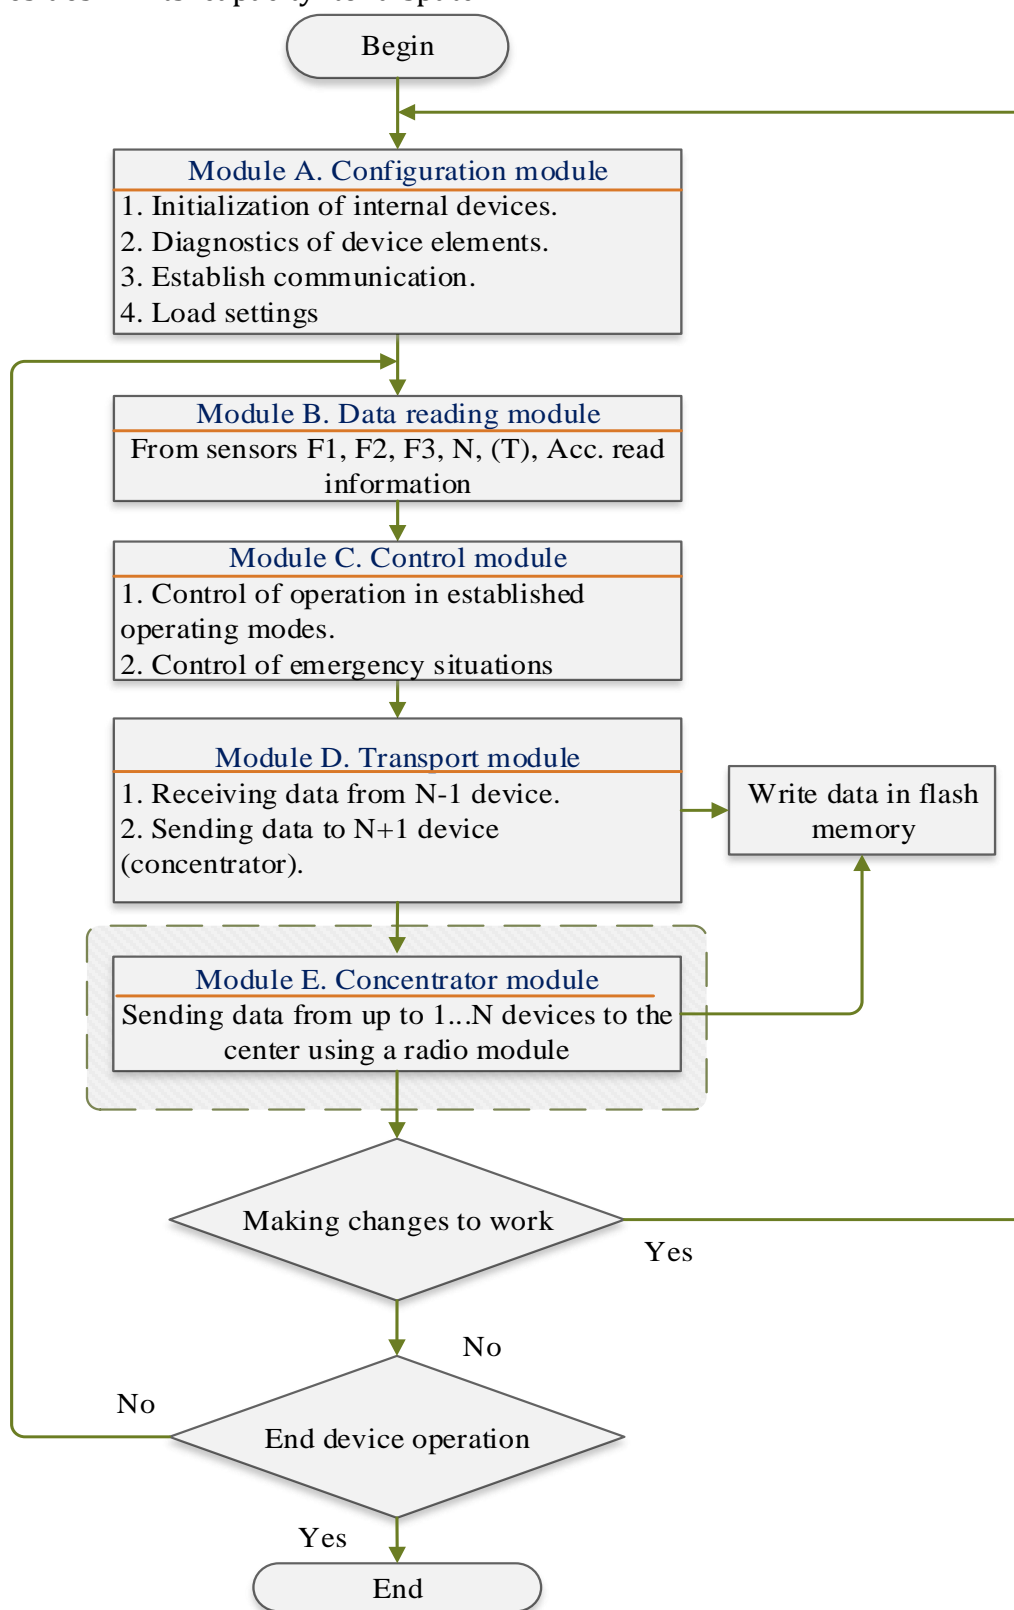 Begin
Module A. Configuration module
1. Initialization of internal devices.
2. Diagnostics of device elements.
3. Establish communication.
4. Load settings
Module B. Data reading module
From sensors F1, F2, F3, N, (T), Acc. read
information
Module C. Control module
1. Control of operation in established
operating modes.
2. Control of emergency situations
Module D. Transport module
1. Receiving data from N-1 device.
2. Sending data to N+1 device
(concentrator).
Write data in flash
memory
Module E. Concentrator module
Sending data from up to 1...N devices to the
center using a radio module
Making changes to work
Yes
No
No
End device operation
Yes
End